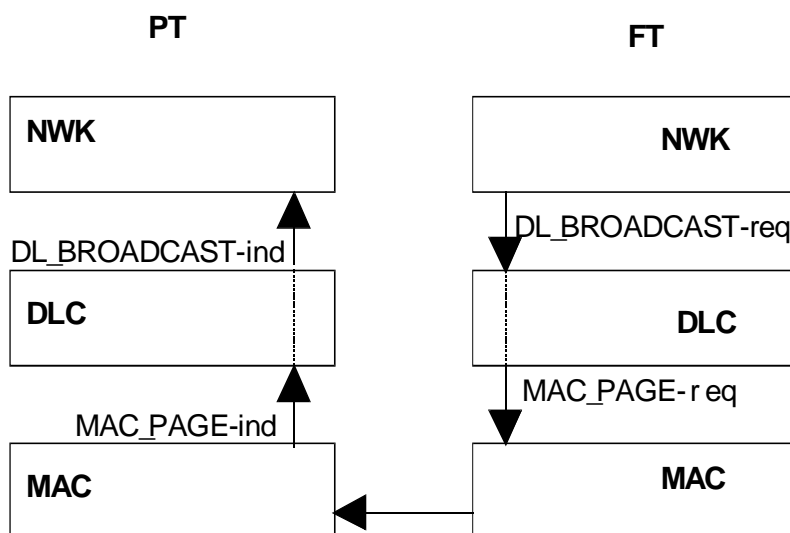 PT
FT
NWK
NWK
DL_BROADCAST-ind
DL_BROADCAST-req
DLC
DLC
MAC_PAGE-ind
MAC_PAGE-r eq
MAC
MAC